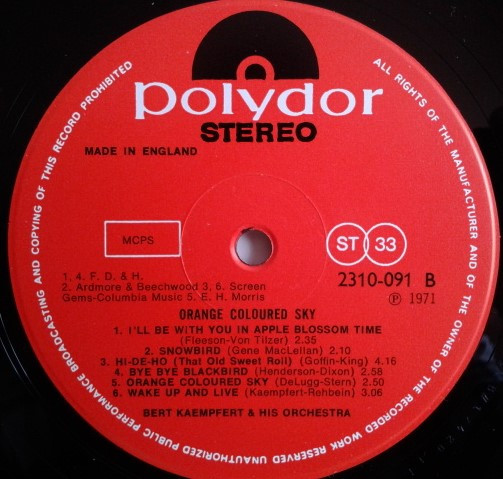 polydor
STEREO
MADE IN ENGLAND
MCPS
ST 33
1. 4. F. D. & H.
2. Ardmore & Beechwood 3, 6. Screen
Gems-Columbia Music 5. E. H. Morris
2310-091 B
℗ 1971
ORANGE COLOURED SKY
1. I'LL BE WITH YOU IN APPLE BLOSSOM TIME
(Fleeson-Von Tilzer) 2.35
2. SNOWBIRD (Gene MacLellan) 2.10
3. HI-DE-HO (That Old Sweet Roll) (Goffin-King) 4.16
4. BYE BYE BLACKBIRD (Henderson-Dixon) 2.58
5. ORANGE COLOURED SKY (DeLugg-Stern) 2.50
6. WAKE UP AND LIVE (Kaempfert-Rehbein) 3.06
BERT KAEMPFERT & HIS ORCHESTRA
ALL RIGHTS OF THE MANUFACTURER AND OF THE OWNER OF THE RECORDED WORK RESERVED UNAUTHORIZED PUBLIC PERFORMANCE BROADCASTING AND COPYING OF THIS RECORD PROHIBITED